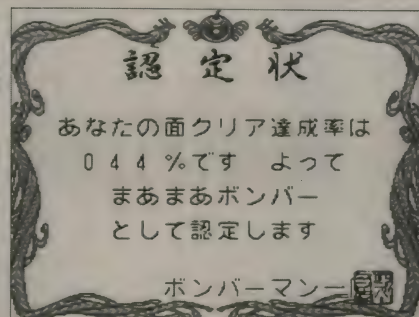 認定状
あなたの面クリア達成率は
044%です よって
まあまあボンバー
として認定します
ボンバーマン